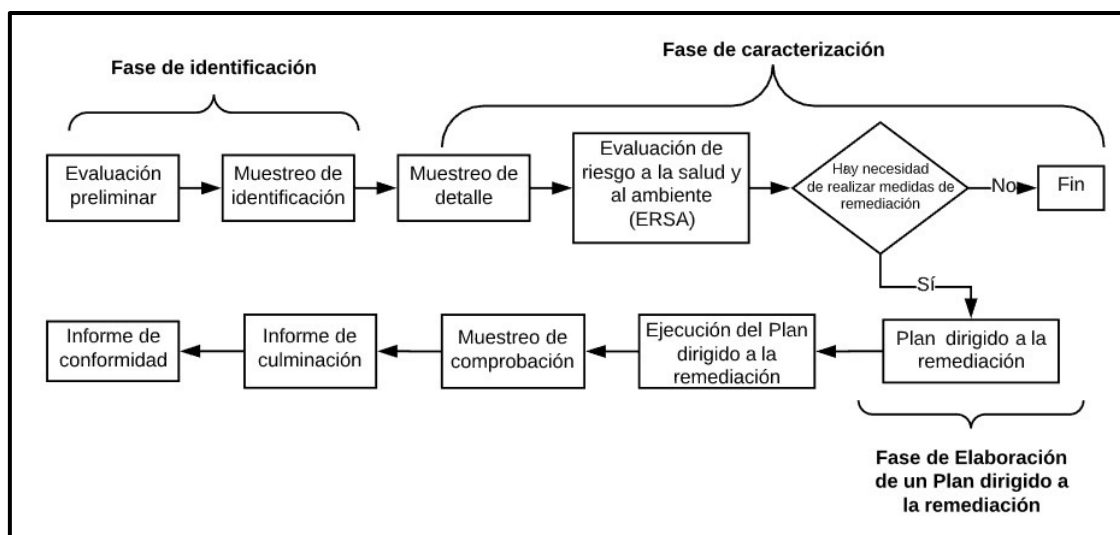 Fase de identificación
Fase de caracterización
Evaluación
preliminar
Muestreo de
identificación
Muestreo de
detalle
Evaluación de
riesgo a la salud y
al ambiente
(ERSA)
Hay necesidad
de realizar medidas de
remediación
No
Fin
Sí
Plan dirigido a la
remediación
Ejecución del Plan
dirigido a la
remediación
Muestreo de
comprobación
Informe de
culminación
Informe de
conformidad
Fase de Elaboración
de un Plan dirigido a
la remediación